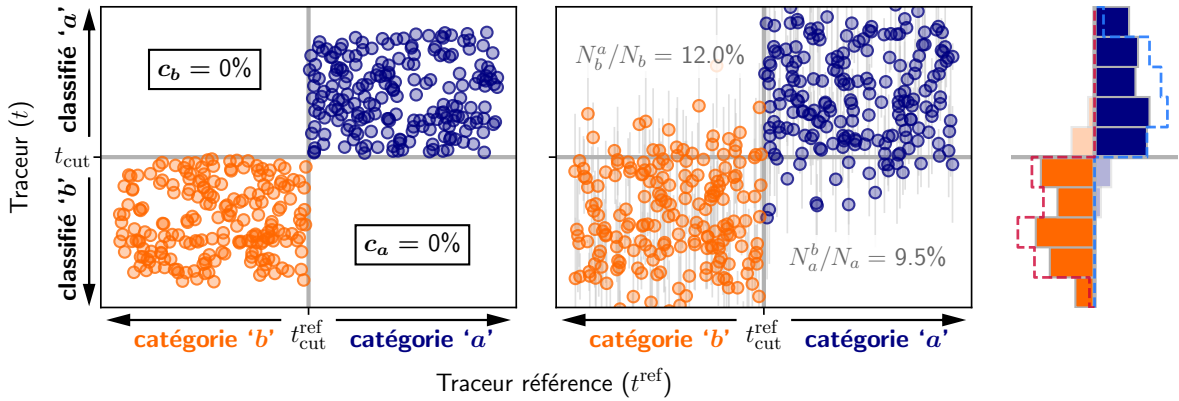 Traceur (t)
classifié ‘a’
t_cut
classifié ‘b’
c_b = 0%
c_a = 0%
catégorie ‘b’
t_cut^ref
catégorie ‘a’
N_b^a/N_b = 12.0%
N_a^b/N_a = 9.5%
catégorie ‘b’
t_cut^ref
catégorie ‘a’
Traceur référence (t^ref)